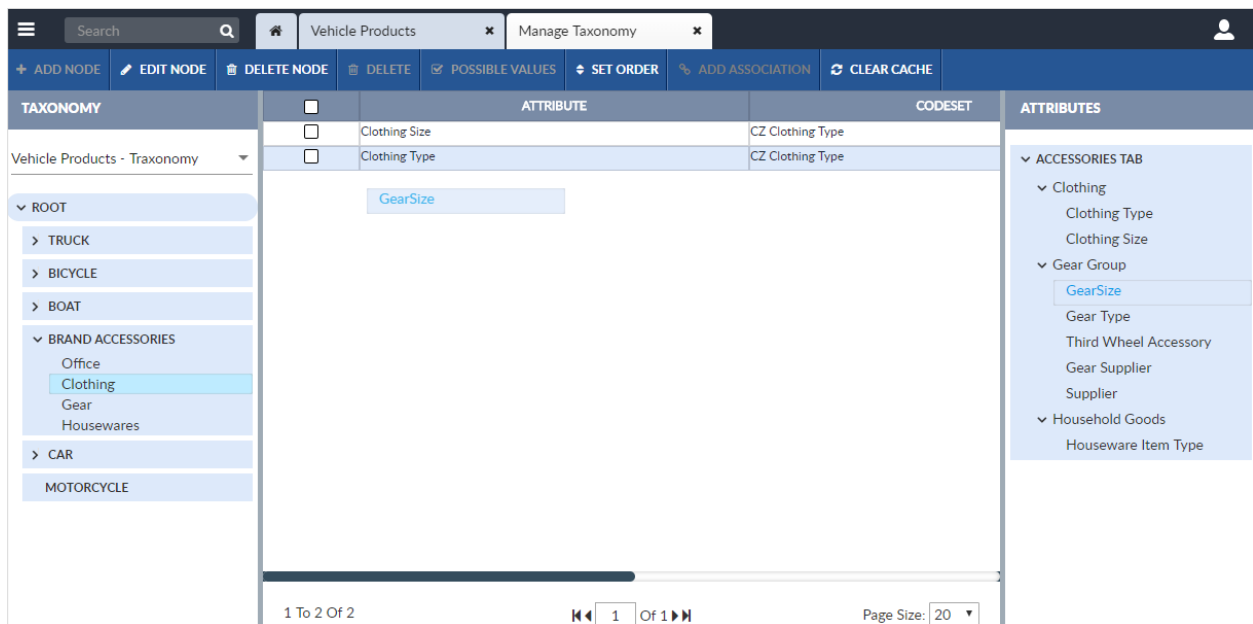 Search
Vehicle Products
Manage Taxonomy
ADD NODE
EDIT NODE
DELETE NODE
DELETE
POSSIBLE VALUES
SET ORDER
ADD ASSOCIATION
CLEAR CACHE
TAXONOMY
Vehicle Products - Traxonomy
ROOT
TRUCK
BICYCLE
BOAT
BRAND ACCESSORIES
Office
Clothing
Gear
Housewares
CAR
MOTORCYCLE
ATTRIBUTE CODESET
Clothing Size CZ Clothing Type
Clothing Type CZ Clothing Type
GearSize
1 To 2 Of 2
1 Of 1
Page Size: 20
ATTRIBUTES
ACCESSORIES TAB
Clothing
Clothing Type
Clothing Size
Gear Group
GearSize
Gear Type
Third Wheel Accessory
Gear Supplier
Supplier
Household Goods
Houseware Item Type